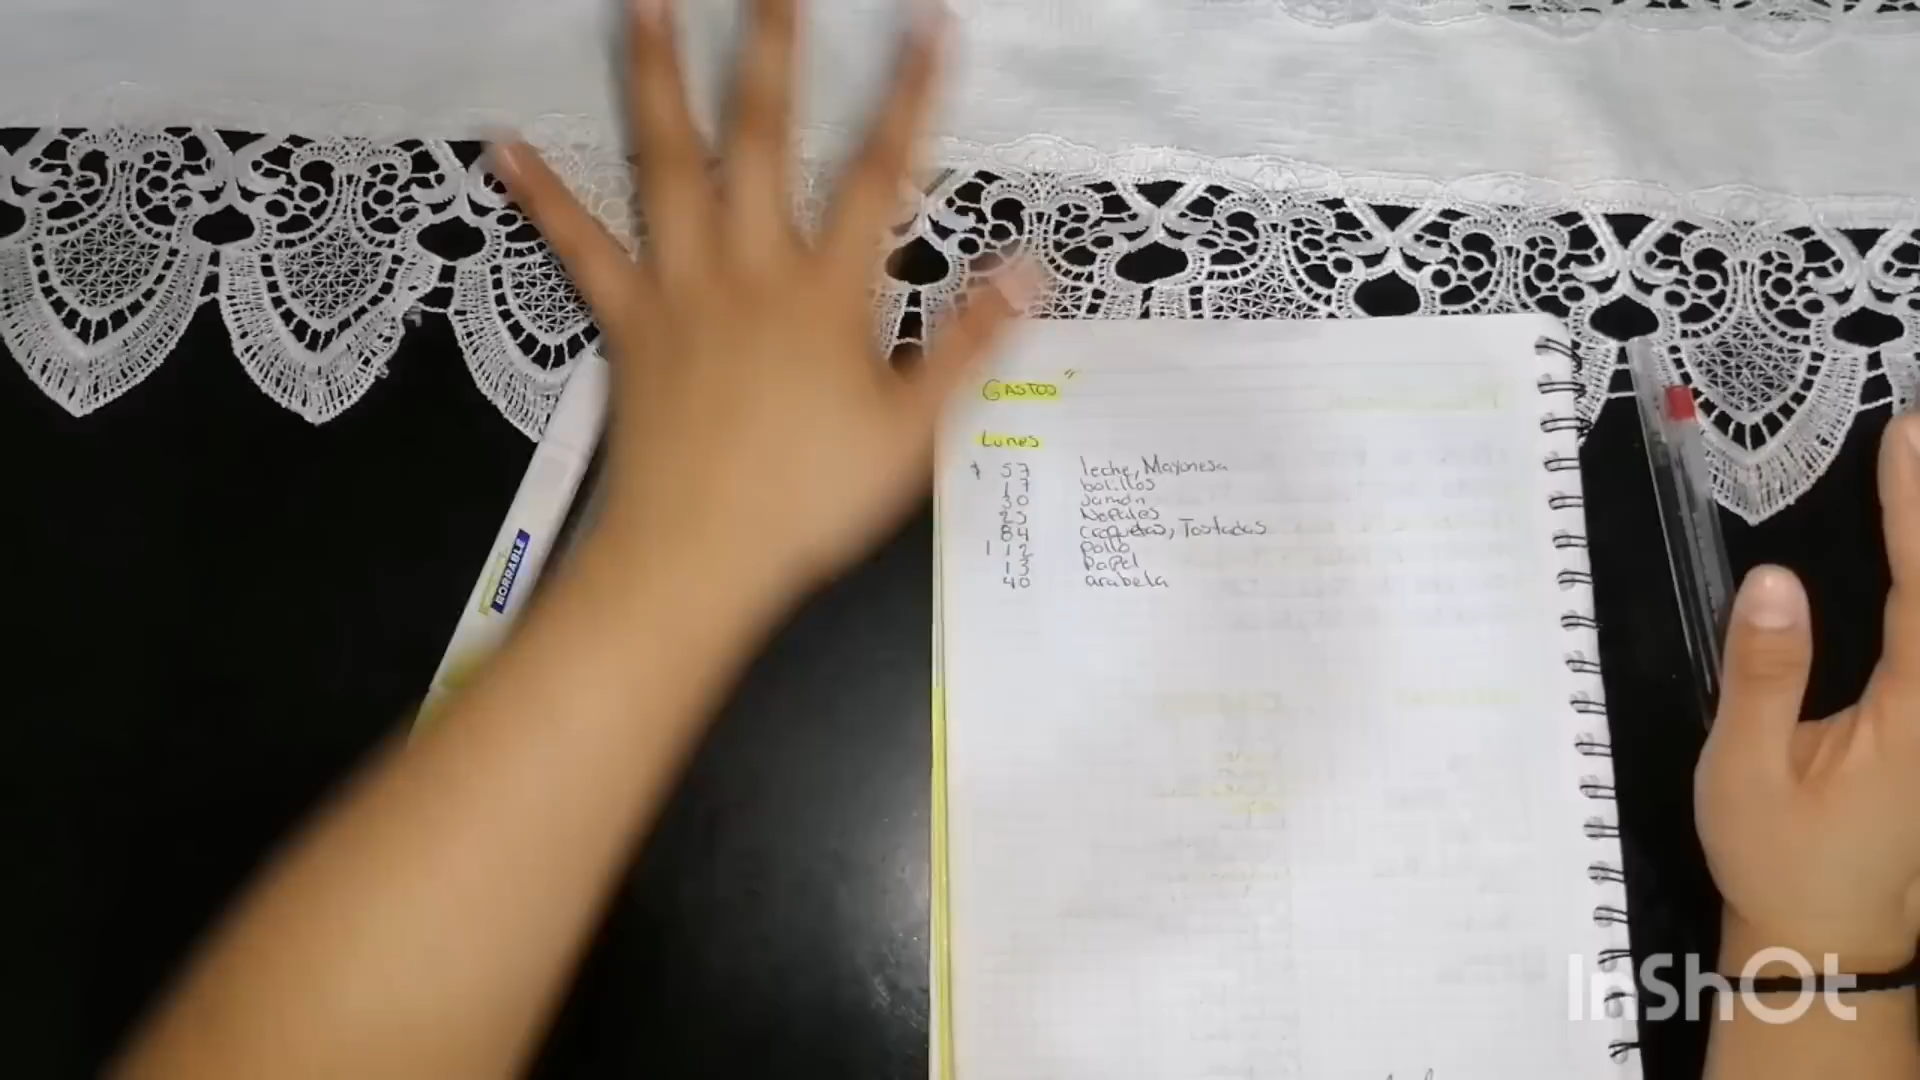 GASTOS "
Lunes
$ 57 leche, Mayonesa
17 bolillos
30 Jamón
25 Nopales
84 croquetas, Tostadas
112 pollo
13 Papel
40 arabela
BORRABLE
InShOt